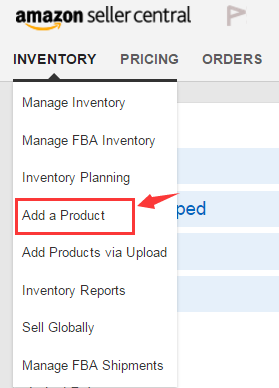 amazon seller central
INVENTORY PRICING ORDERS
Manage Inventory
Manage FBA Inventory
Inventory Planning
Add a Product
ped
Add Products via Upload
Inventory Reports
Sell Globally
Manage FBA Shipments